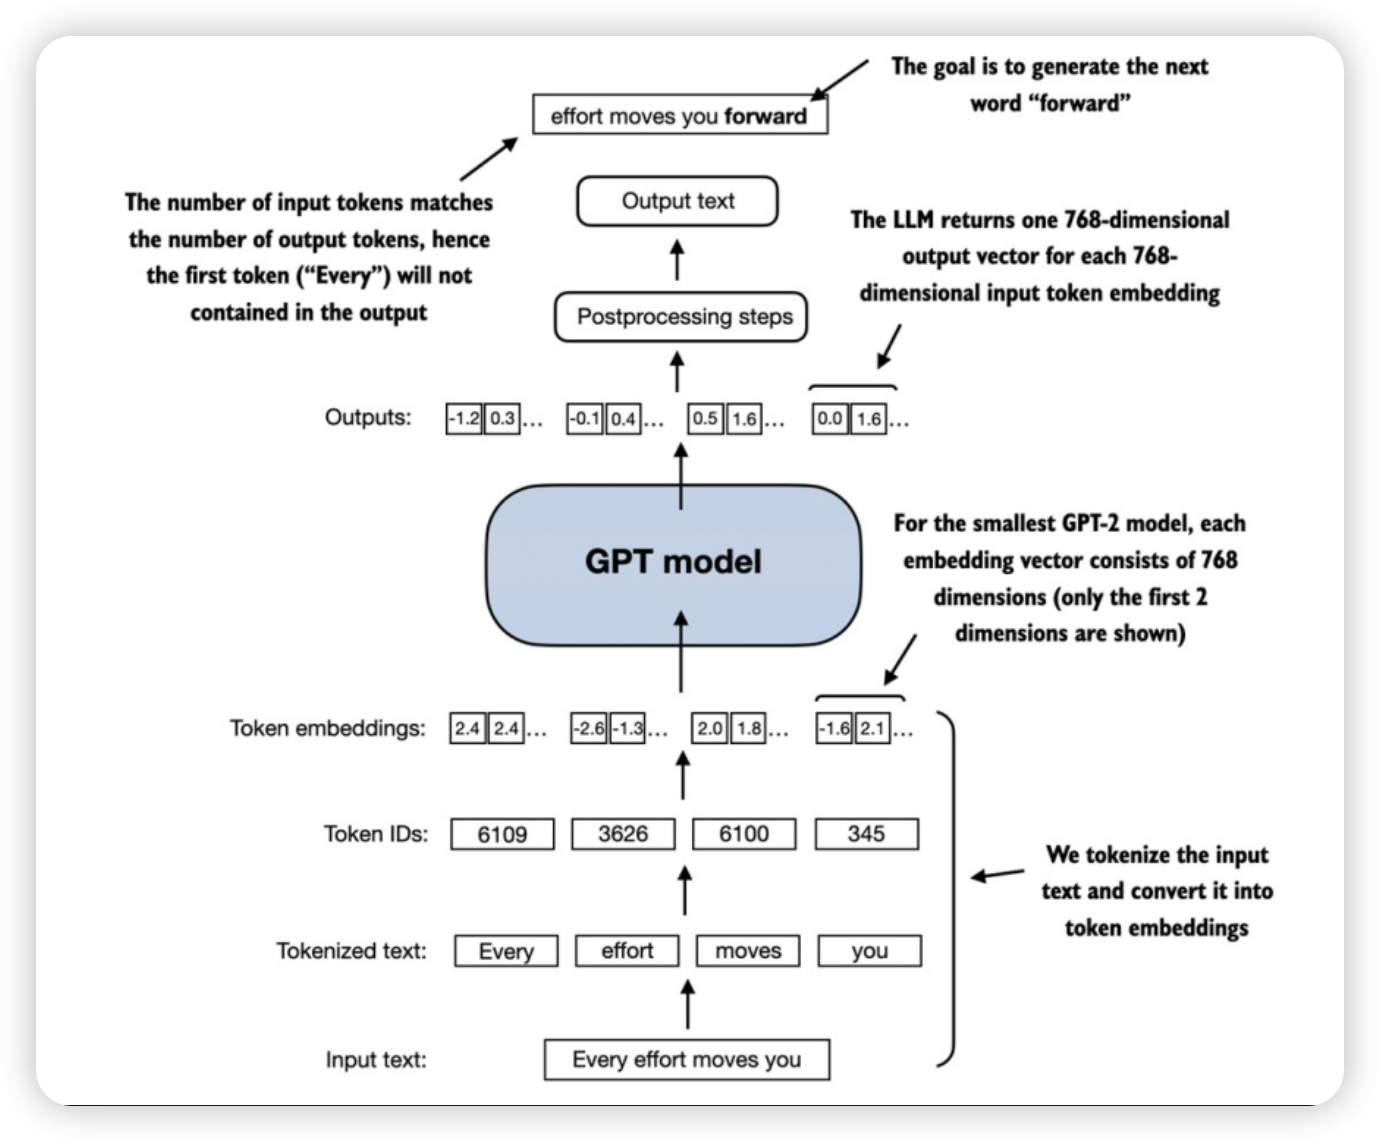 The goal is to generate the next
word “forward”
effort moves you forward
The number of input tokens matches
the number of output tokens, hence
the first token (“Every”) will not
contained in the output
Output text
The LLM returns one 768-dimensional
output vector for each 768-
dimensional input token embedding
Postprocessing steps
Outputs: -1.2 0.3 ... -0.1 0.4 ... 0.5 1.6 ... 0.0 1.6 ...
GPT model
For the smallest GPT-2 model, each
embedding vector consists of 768
dimensions (only the first 2
dimensions are shown)
Token embeddings: 2.4 2.4 ... -2.6 -1.3 ... 2.0 1.8 ... -1.6 2.1 ...
Token IDs: 6109 3626 6100 345
We tokenize the input
text and convert it into
token embeddings
Tokenized text: Every effort moves you
Input text: Every effort moves you